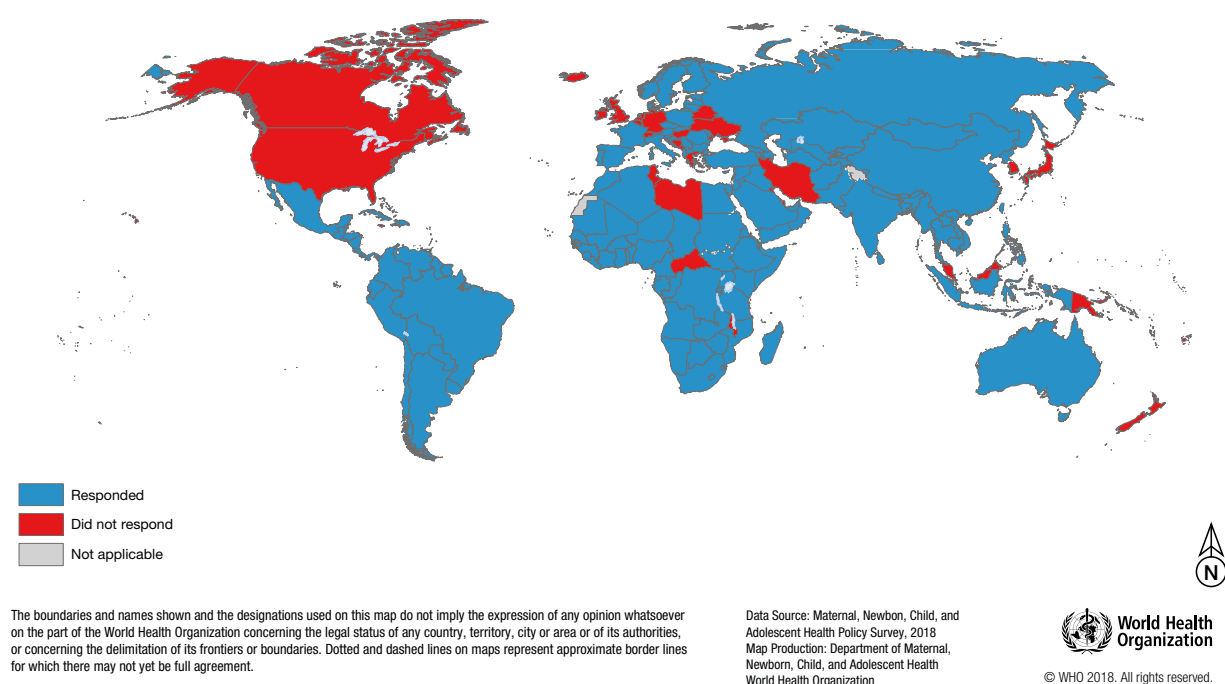 Responded
Did not respond
Not applicable
N
The boundaries and names shown and the designations used on this map do not imply the expression of any opinion whatsoever
on the part of the World Health Organization concerning the legal status of any country, territory, city or area or of its authorities,
or concerning the delimitation of its frontiers or boundaries. Dotted and dashed lines on maps represent approximate border lines
for which there may not yet be full agreement.
Data Source: Maternal, Newbon, Child, and
Adolescent Health Policy Survey, 2018
Map Production: Department of Maternal,
Newborn, Child, and Adolescent Health
World Health Organization
World Health
Organization
© WHO 2018. All rights reserved.